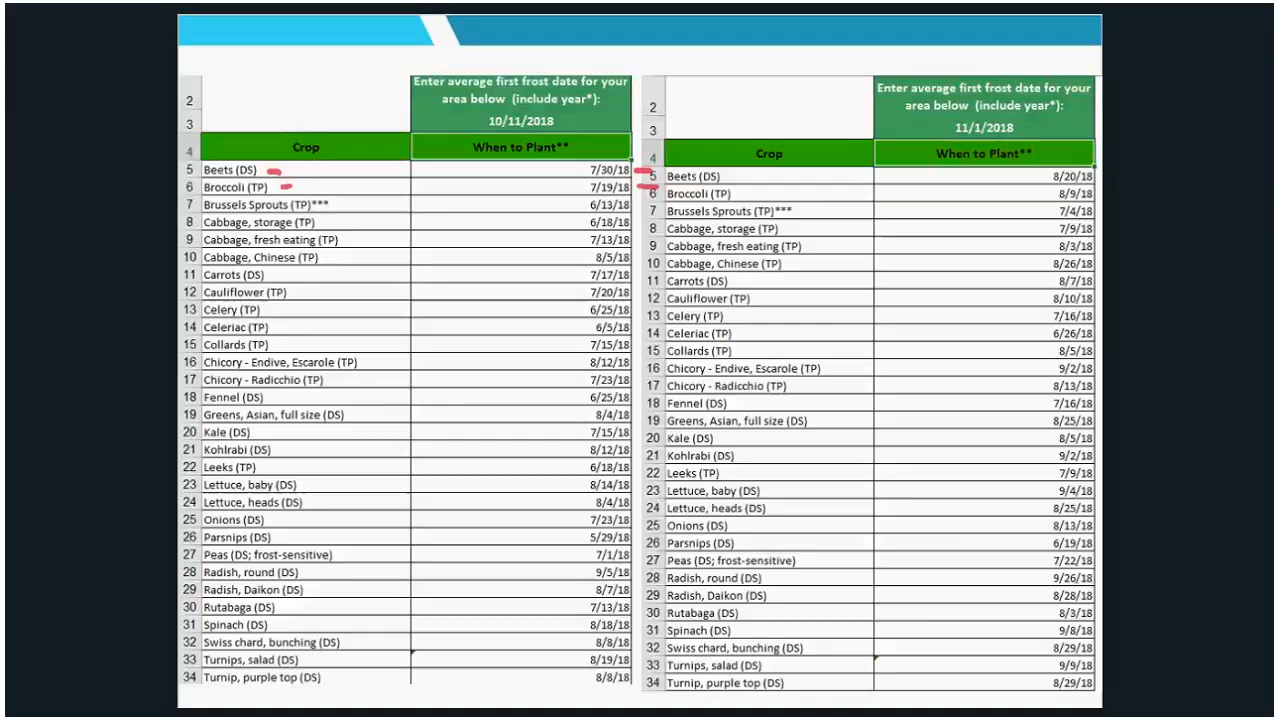 2
3
Enter average first frost date for your
area below (include year*):
10/11/2018
4 Crop When to Plant**
5 Beets (DS) 7/30/18
6 Broccoli (TP) 7/19/18
7 Brussels Sprouts (TP)*** 6/13/18
8 Cabbage, storage (TP) 6/18/18
9 Cabbage, fresh eating (TP) 7/13/18
10 Cabbage, Chinese (TP) 8/5/18
11 Carrots (DS) 7/17/18
12 Cauliflower (TP) 7/20/18
13 Celery (TP) 6/25/18
14 Celeriac (TP) 6/5/18
15 Collards (TP) 7/15/18
16 Chicory - Endive, Escarole (TP) 8/12/18
17 Chicory - Radicchio (TP) 7/23/18
18 Fennel (DS) 6/25/18
19 Greens, Asian, full size (DS) 8/4/18
20 Kale (DS) 7/15/18
21 Kohlrabi (DS) 8/12/18
22 Leeks (TP) 6/18/18
23 Lettuce, baby (DS) 8/14/18
24 Lettuce, heads (DS) 8/4/18
25 Onions (DS) 7/23/18
26 Parsnips (DS) 5/29/18
27 Peas (DS; frost-sensitive) 7/1/18
28 Radish, round (DS) 9/5/18
29 Radish, Daikon (DS) 8/7/18
30 Rutabaga (DS) 7/13/18
31 Spinach (DS) 8/18/18
32 Swiss chard, bunching (DS) 8/8/18
33 Turnips, salad (DS) 8/19/18
34 Turnip, purple top (DS) 8/8/18
2
3
Enter average first frost date for your
area below (include year*):
11/1/2018
4 Crop When to Plant**
5 Beets (DS) 8/20/18
6 Broccoli (TP) 8/9/18
7 Brussels Sprouts (TP)*** 7/4/18
8 Cabbage, storage (TP) 7/9/18
9 Cabbage, fresh eating (TP) 8/3/18
10 Cabbage, Chinese (TP) 8/26/18
11 Carrots (DS) 8/7/18
12 Cauliflower (TP) 8/10/18
13 Celery (TP) 7/16/18
14 Celeriac (TP) 6/26/18
15 Collards (TP) 8/5/18
16 Chicory - Endive, Escarole (TP) 9/2/18
17 Chicory - Radicchio (TP) 8/13/18
18 Fennel (DS) 7/16/18
19 Greens, Asian, full size (DS) 8/25/18
20 Kale (DS) 8/5/18
21 Kohlrabi (DS) 9/2/18
22 Leeks (TP) 7/9/18
23 Lettuce, baby (DS) 9/4/18
24 Lettuce, heads (DS) 8/25/18
25 Onions (DS) 8/13/18
26 Parsnips (DS) 6/19/18
27 Peas (DS; frost-sensitive) 7/22/18
28 Radish, round (DS) 9/26/18
29 Radish, Daikon (DS) 8/28/18
30 Rutabaga (DS) 8/3/18
31 Spinach (DS) 9/8/18
32 Swiss chard, bunching (DS) 8/29/18
33 Turnips, salad (DS) 9/9/18
34 Turnip, purple top (DS) 8/29/18